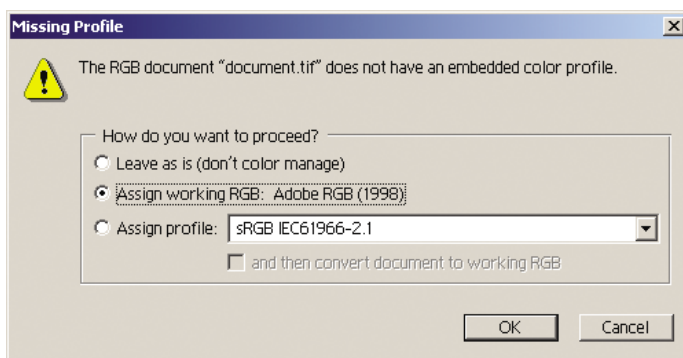 Missing Profile
The RGB document “document.tif” does not have an embedded color profile.
How do you want to proceed?
Leave as is (don't color manage)
Assign working RGB: Adobe RGB (1998)
Assign profile: sRGB IEC61966-2.1
and then convert document to working RGB
OK Cancel